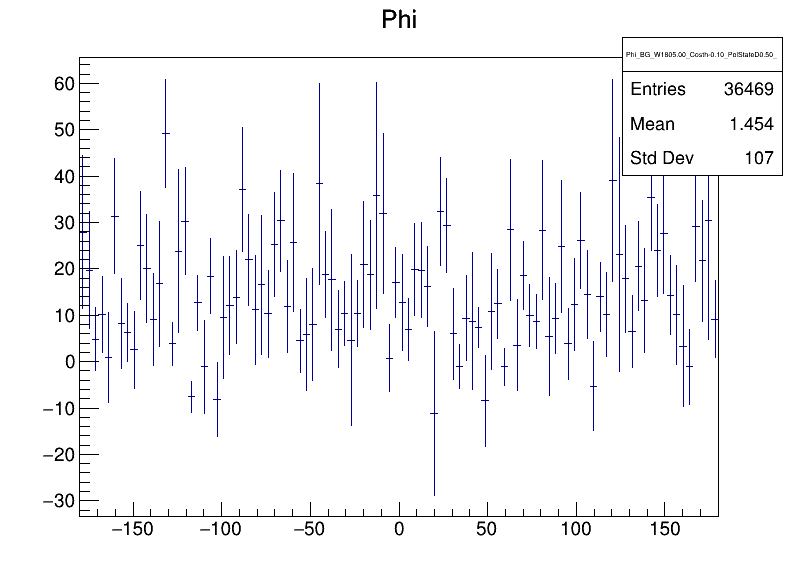 Phi
Phi_BG_W1805.00_Costh-0.10_PolStateD0.50_
Entries 36469
Mean 1.454
Std Dev 107
60
50
40
30
20
10
0
−10
−20
−30
−150 −100 −50 0 50 100 150